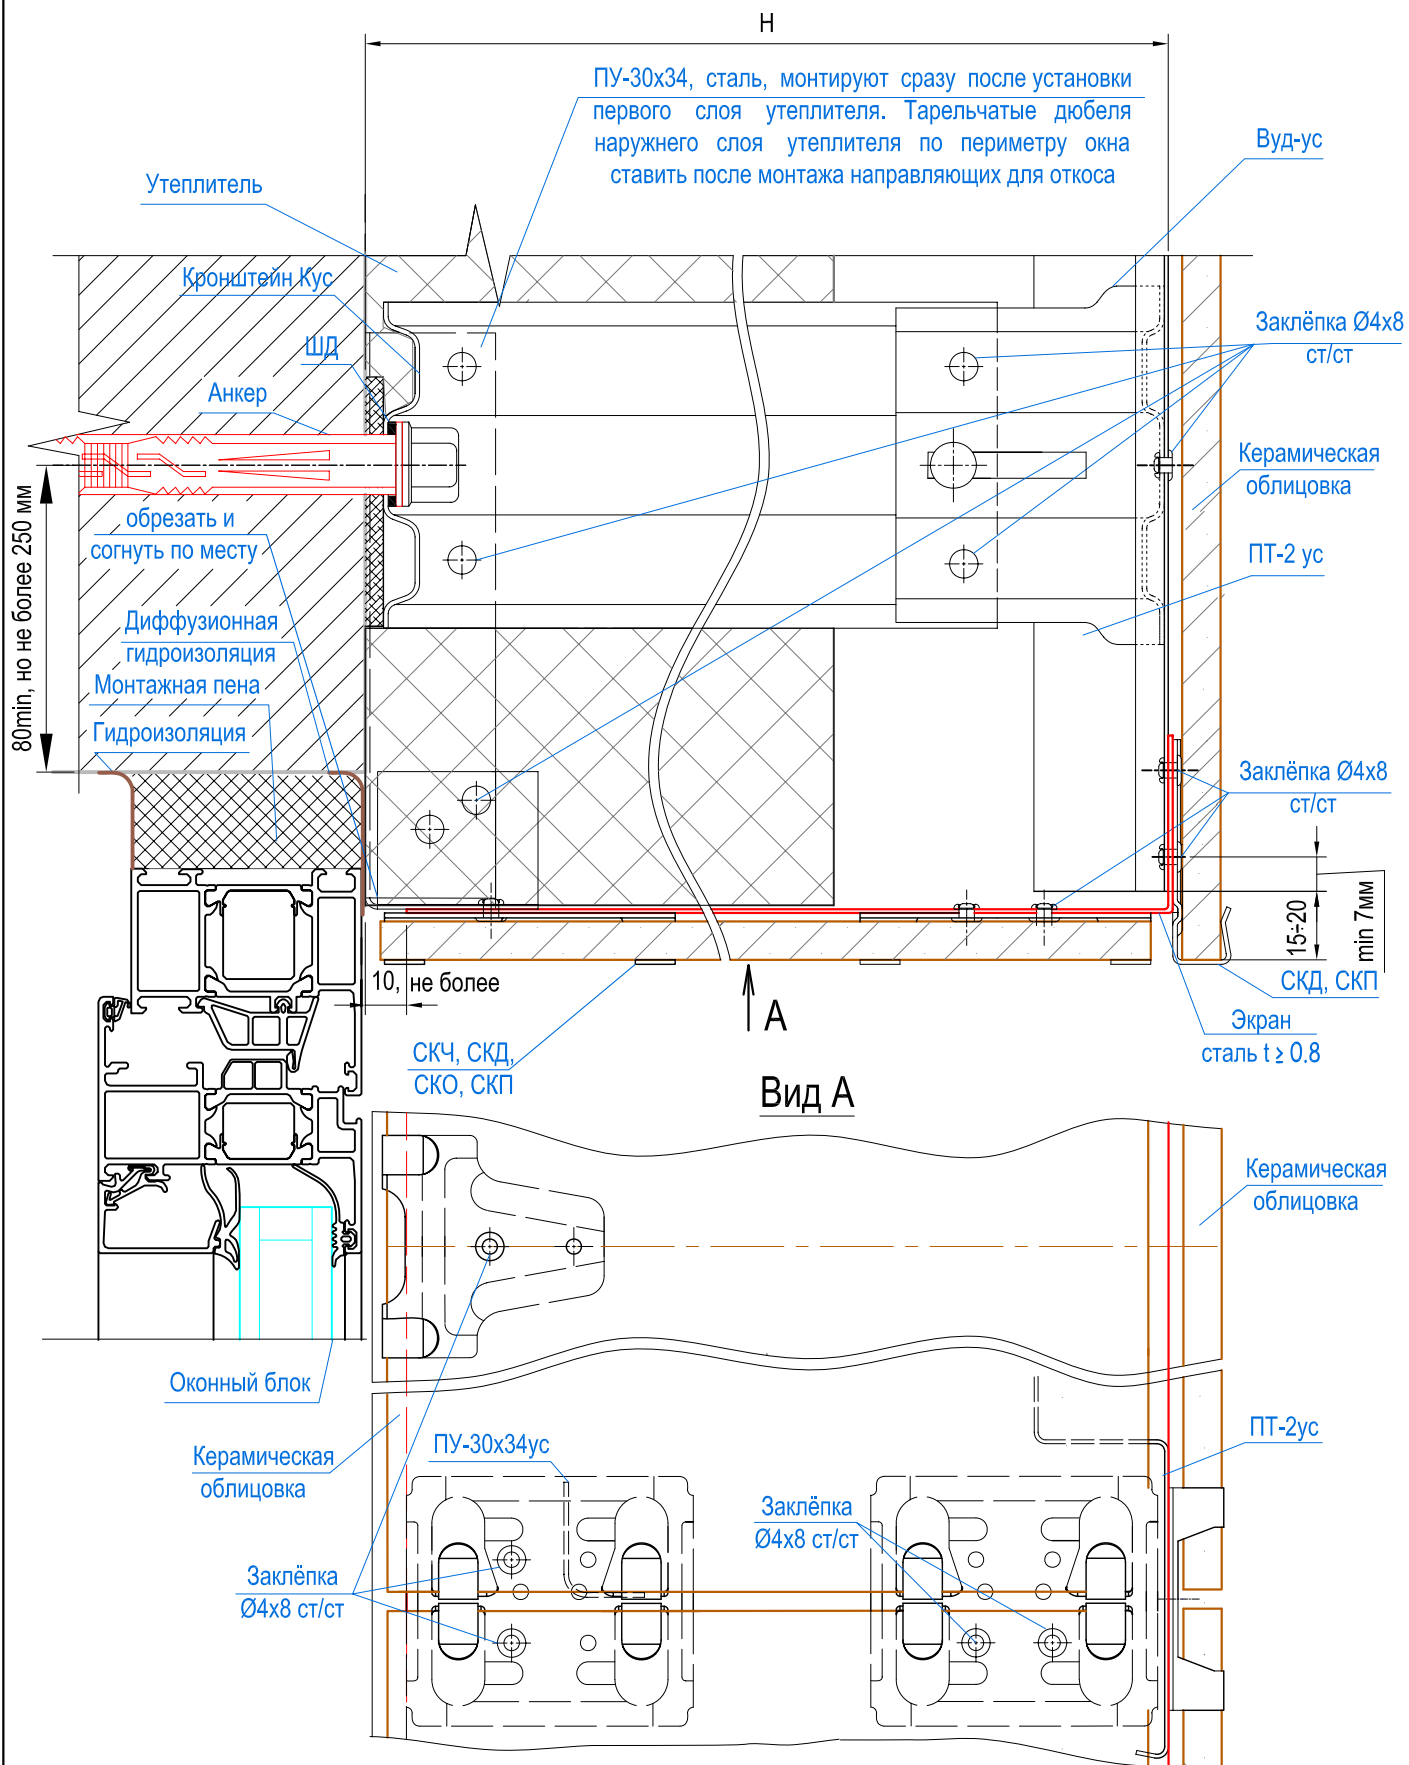 H
ПУ-30х34, сталь, монтируют сразу после установки
первого слоя утеплителя. Тарельчатые дюбеля
наружнего слоя утеплителя по периметру окна
ставить после монтажа направляющих для откоса
Вуд-ус
Утеплитель
Кронштейн Кус
ШД
Анкер
Заклёпка Ø4х8
ст/ст
Керамическая
облицовка
обрезать и
согнуть по месту
ПТ-2 ус
80min, но не более 250 мм
Диффузионная
гидроизоляция
Монтажная пена
Гидроизоляция
Заклёпка Ø4х8
ст/ст
15÷20
min 7мм
10, не более
СКД, СКП
А
Экран
сталь t ≥ 0.8
СКЧ, СКД,
СКО, СКП
Вид А
Керамическая
облицовка
Оконный блок
Керамическая
облицовка
ПУ-30х34ус
ПТ-2ус
Заклёпка
Ø4х8 ст/ст
Заклёпка
Ø4х8 ст/ст